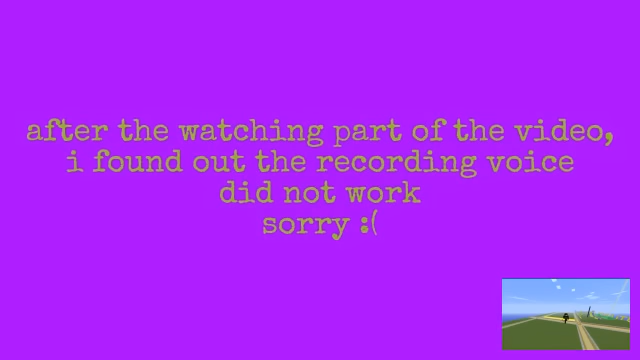 after the watching part of the video,
i found out the recording voice
did not work
sorry :(